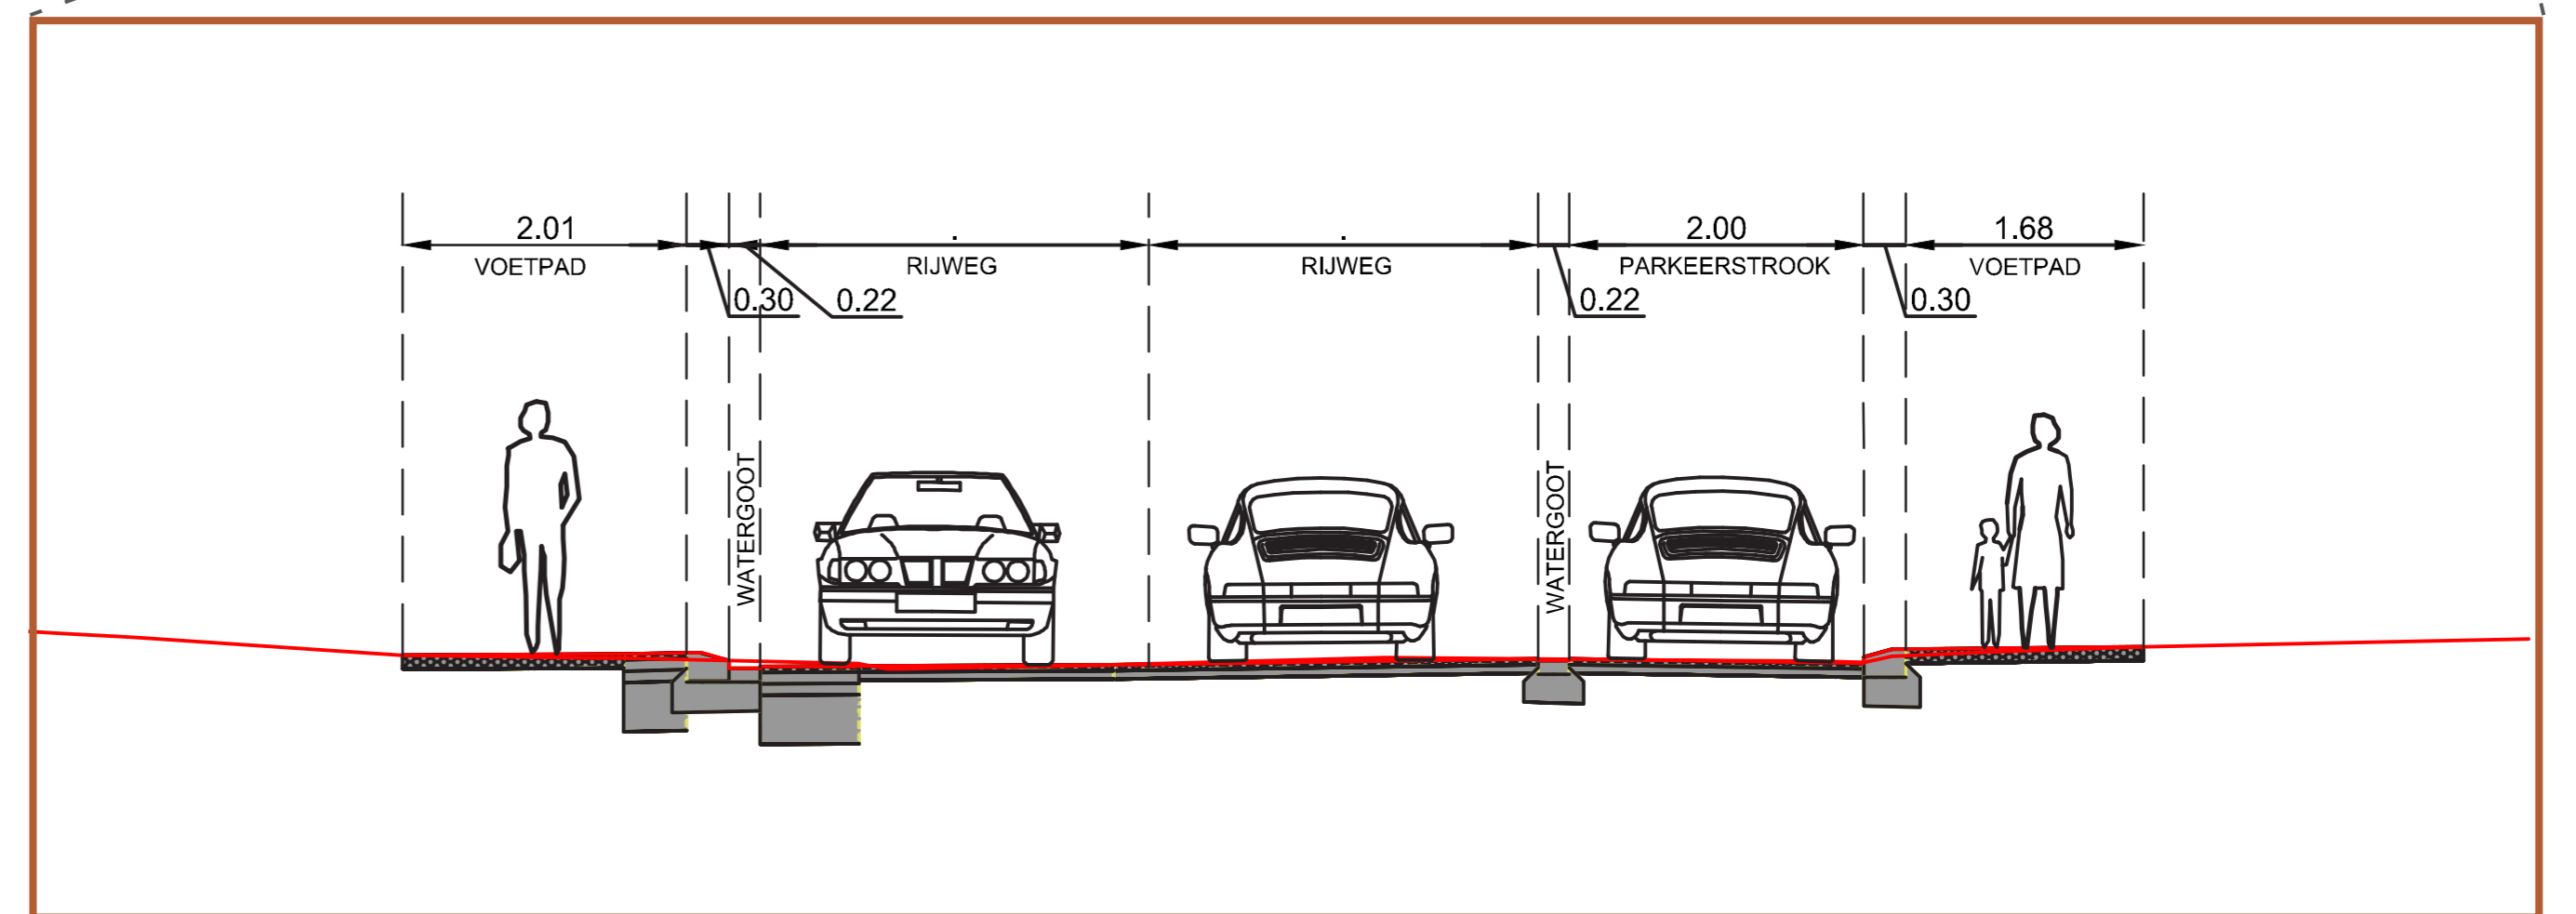 2.01 . . 2.00 1.68
VOETPAD RIJWEG RIJWEG PARKEERSTROOK VOETPAD
0.30 0.22 0.22 0.30
WATERGOOT
WATERGOOT